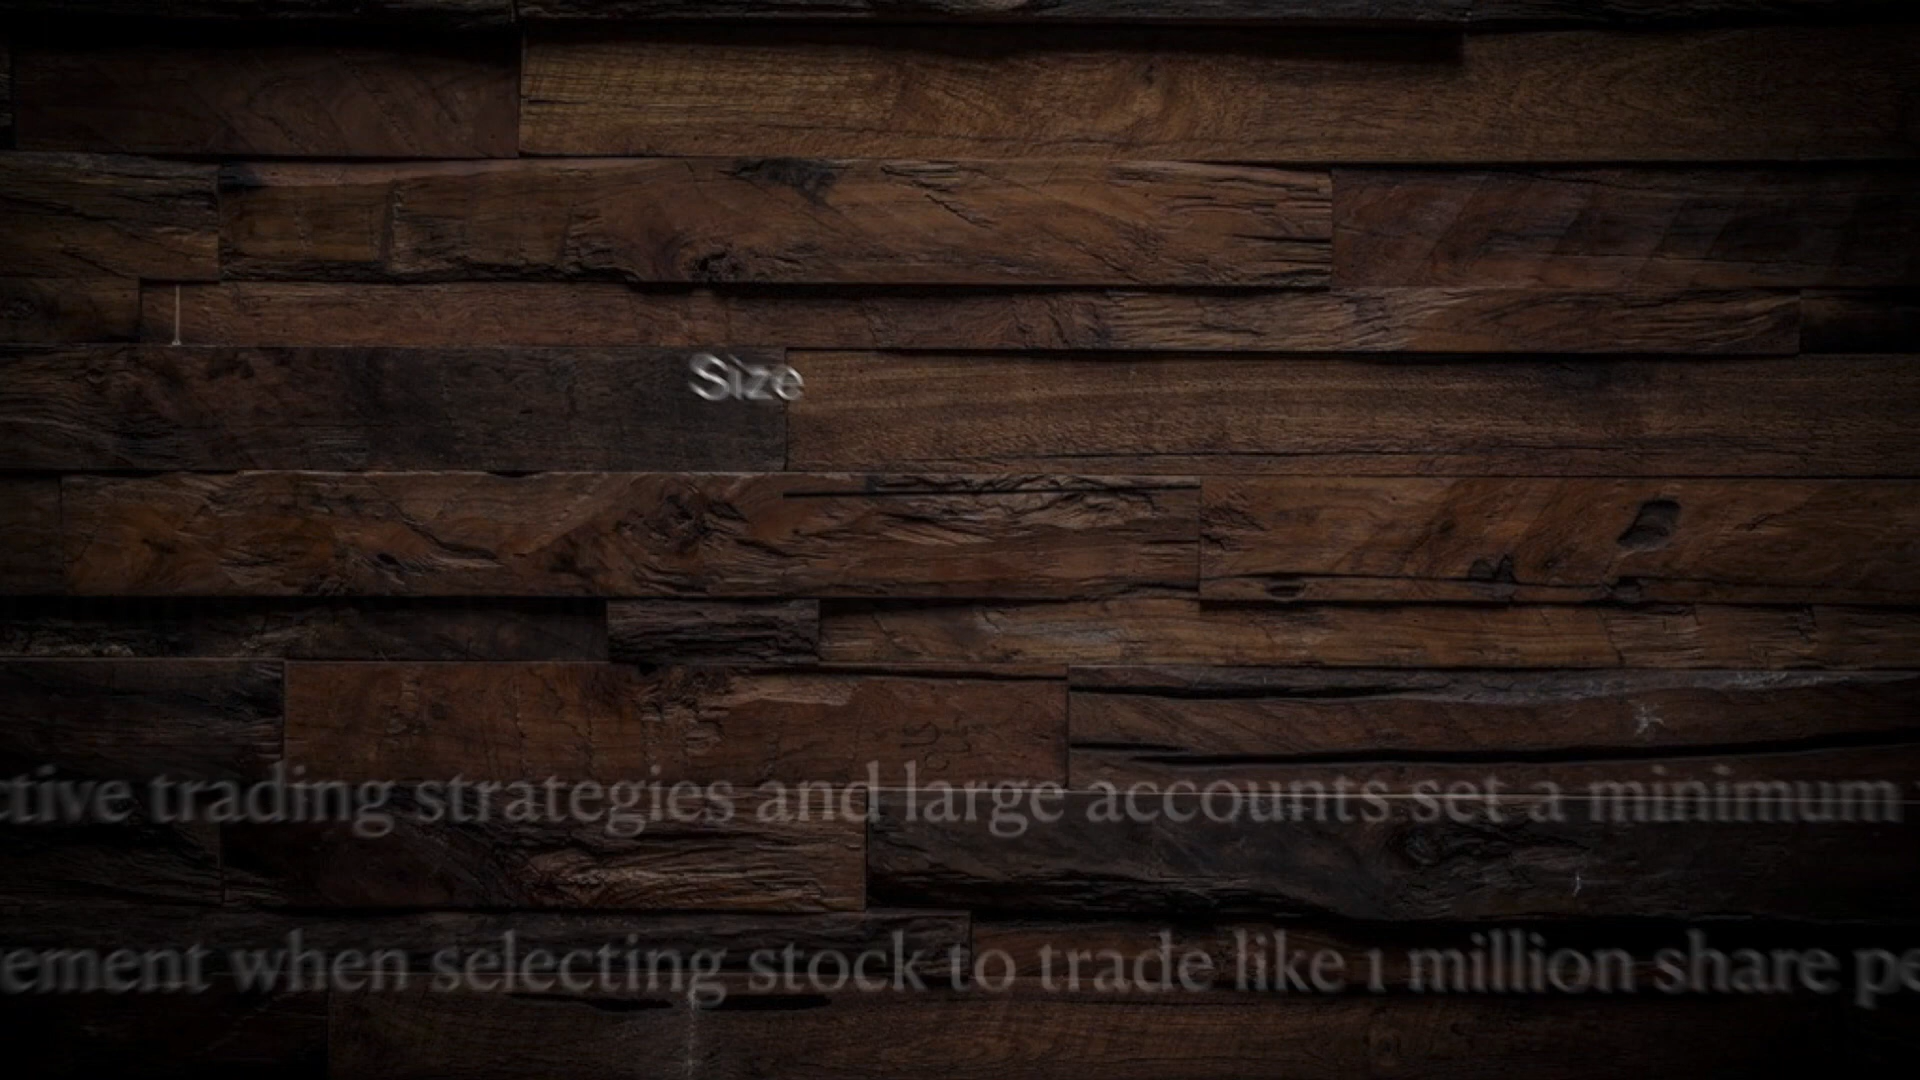 Size
ctive trading strategies and large accounts set a minimum
ement when selecting stock to trade like 1 million share pe